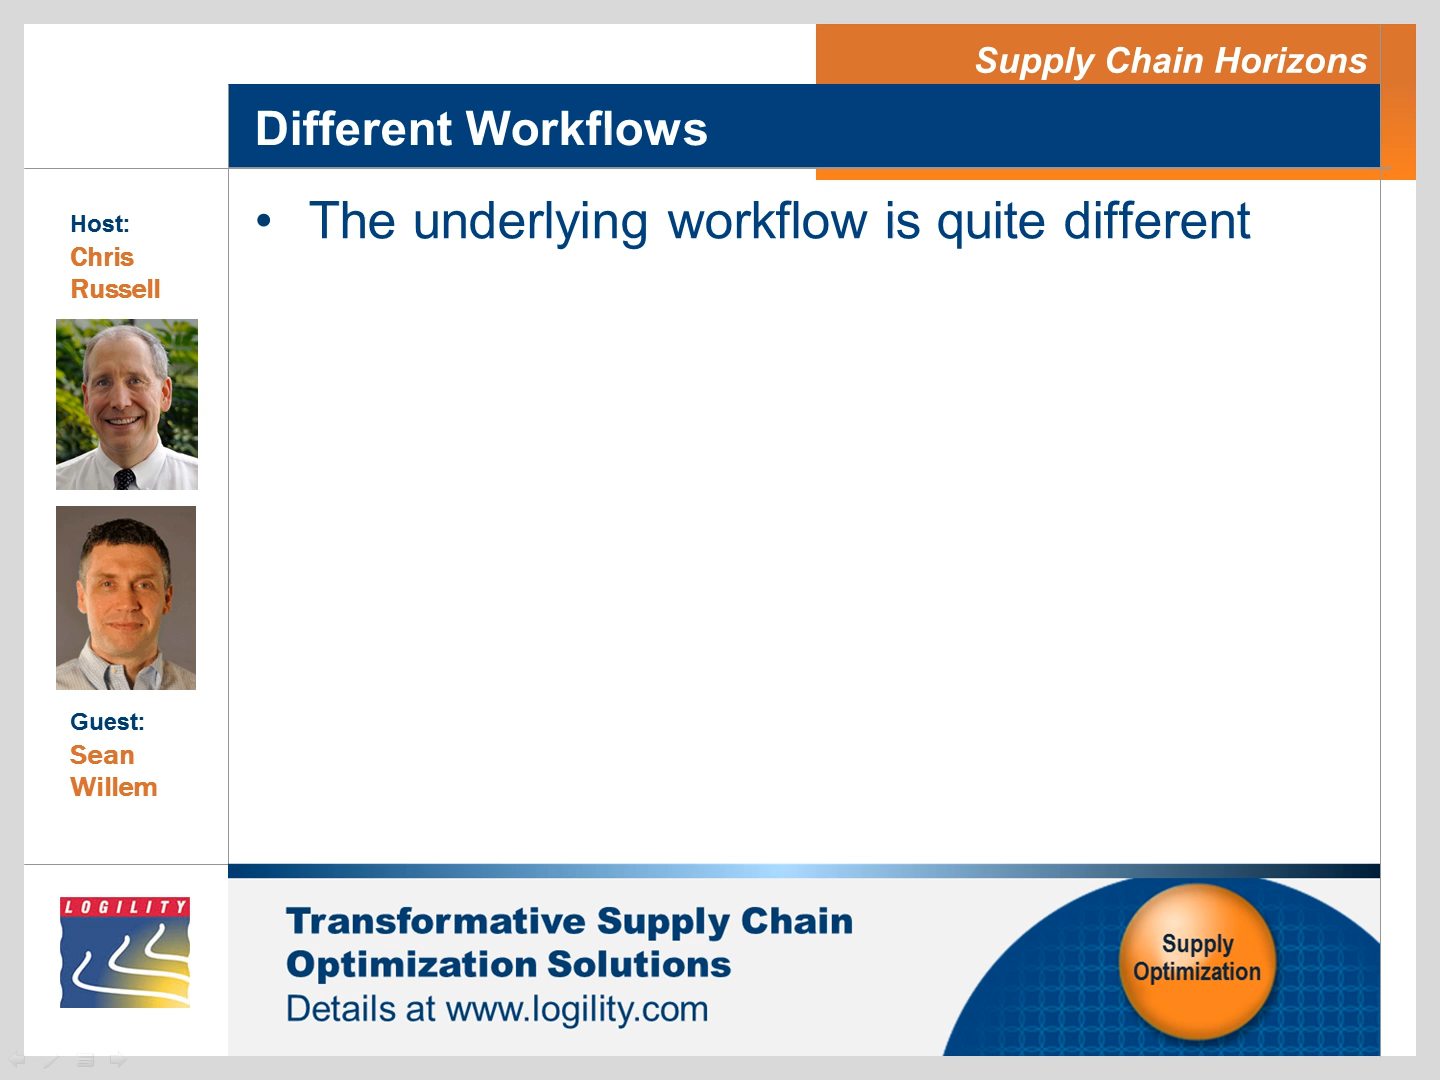 Supply Chain Horizons
Different Workflows
Host:
Chris
Russell
• The underlying workflow is quite different
Guest:
Sean
Willem
LOGILITY
Transformative Supply Chain
Optimization Solutions
Details at www.logility.com
Supply
Optimization